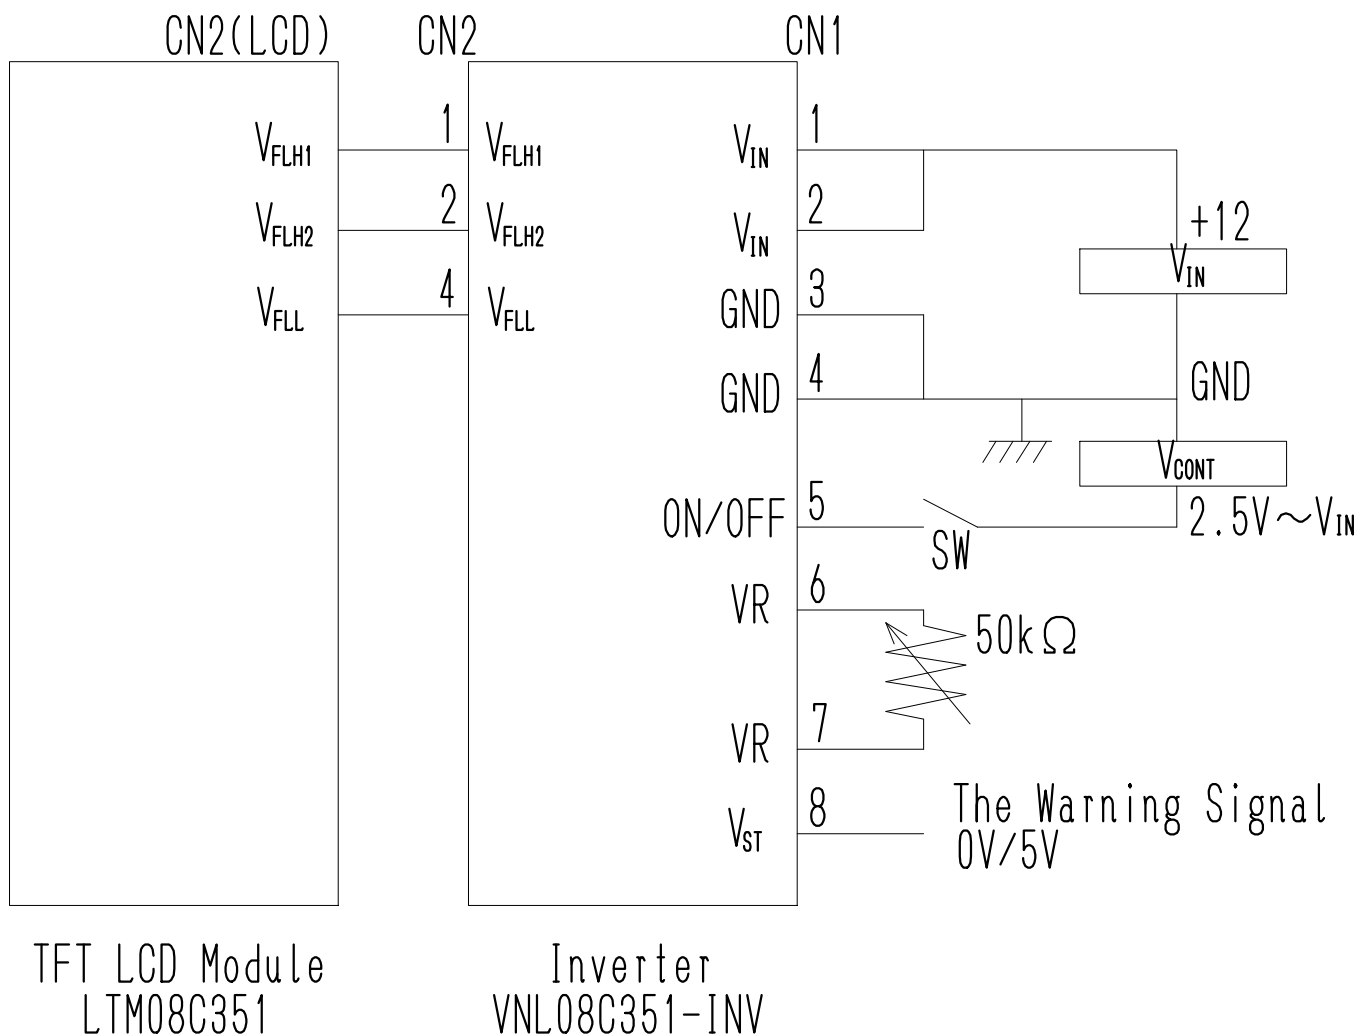 CN2(LCD) CN2 CN1
VFLH1 1 VFLH1 VIN 1
VFLH2 2 VFLH2 VIN 2
+12
VIN
VFLL 4 VFLL GND 3
GND 4
GND
VCONT
ON/OFF 5
SW
2.5V～VIN
VR 6
50kΩ
VR 7
VST 8
The Warning Signal
0V/5V
TFT LCD Module
LTM08C351
Inverter
VNL08C351-INV